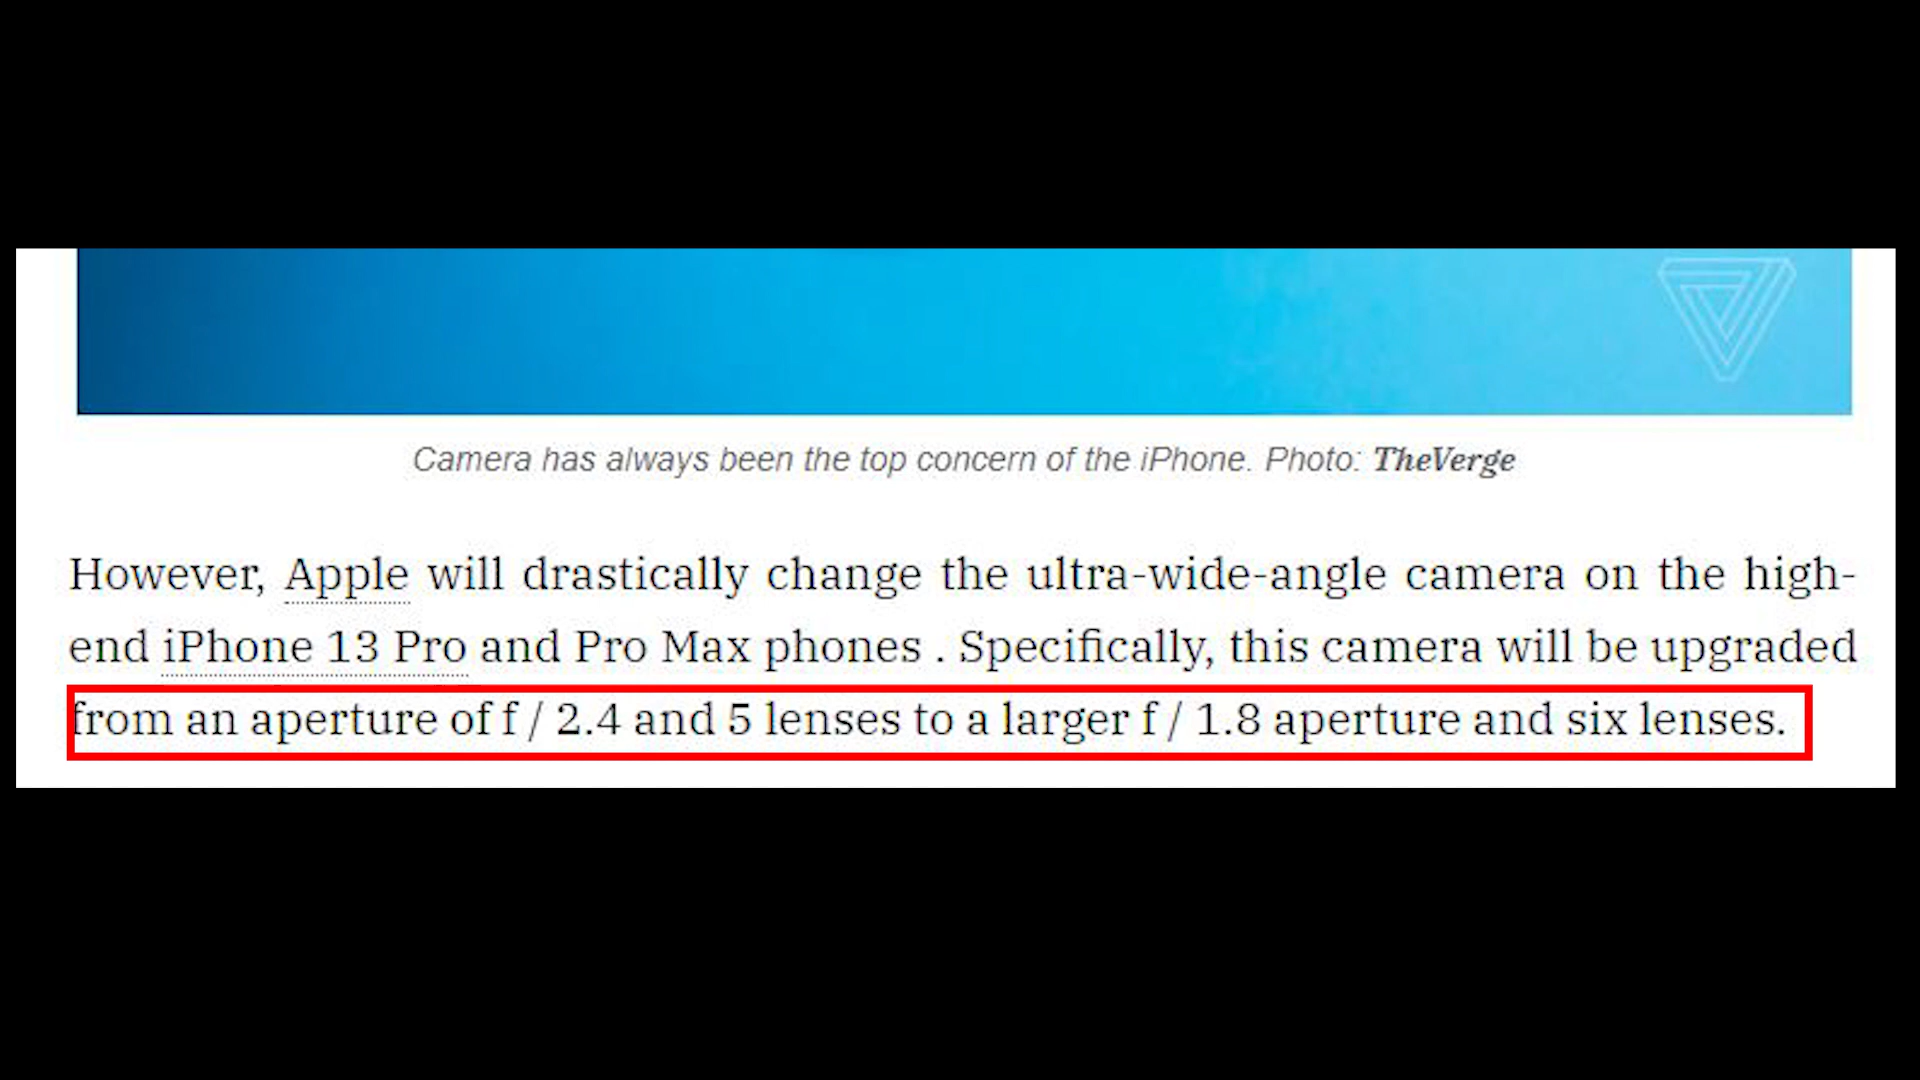 Camera has always been the top concern of the iPhone. Photo: TheVerge
However, Apple will drastically change the ultra-wide-angle camera on the high-
end iPhone 13 Pro and Pro Max phones . Specifically, this camera will be upgraded
from an aperture of f / 2.4 and 5 lenses to a larger f / 1.8 aperture and six lenses.